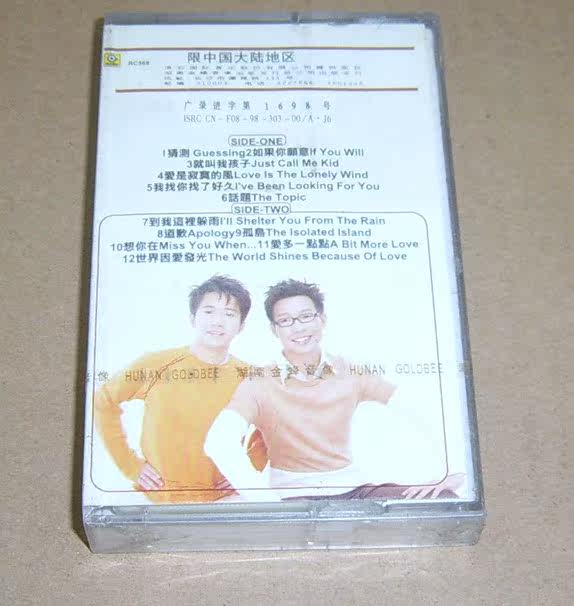 限中国大陆地区
RC568
广录进字第1698号
ISRC CN-F08-98-303-00/A·J6
SIDE-ONE
1猜測 Guessing2如果你願意If You Will
3就叫我孩子Just Call Me Kid
4愛是寂寞的風Love Is The Lonely Wind
5我找你找了好久I've Been Looking For You
6話題The Topic
SIDE-TWO
7到我這裡躲雨I'll Shelter You From The Rain
8道歉Apology9孤島The Isolated Island
10想你在Miss You When...11愛多一點點A Bit More Love
12世界因愛發光The World Shines Because Of Love
HUNAN GOLDBEE 湖南金蜂音像 HUNAN GOLDBEE